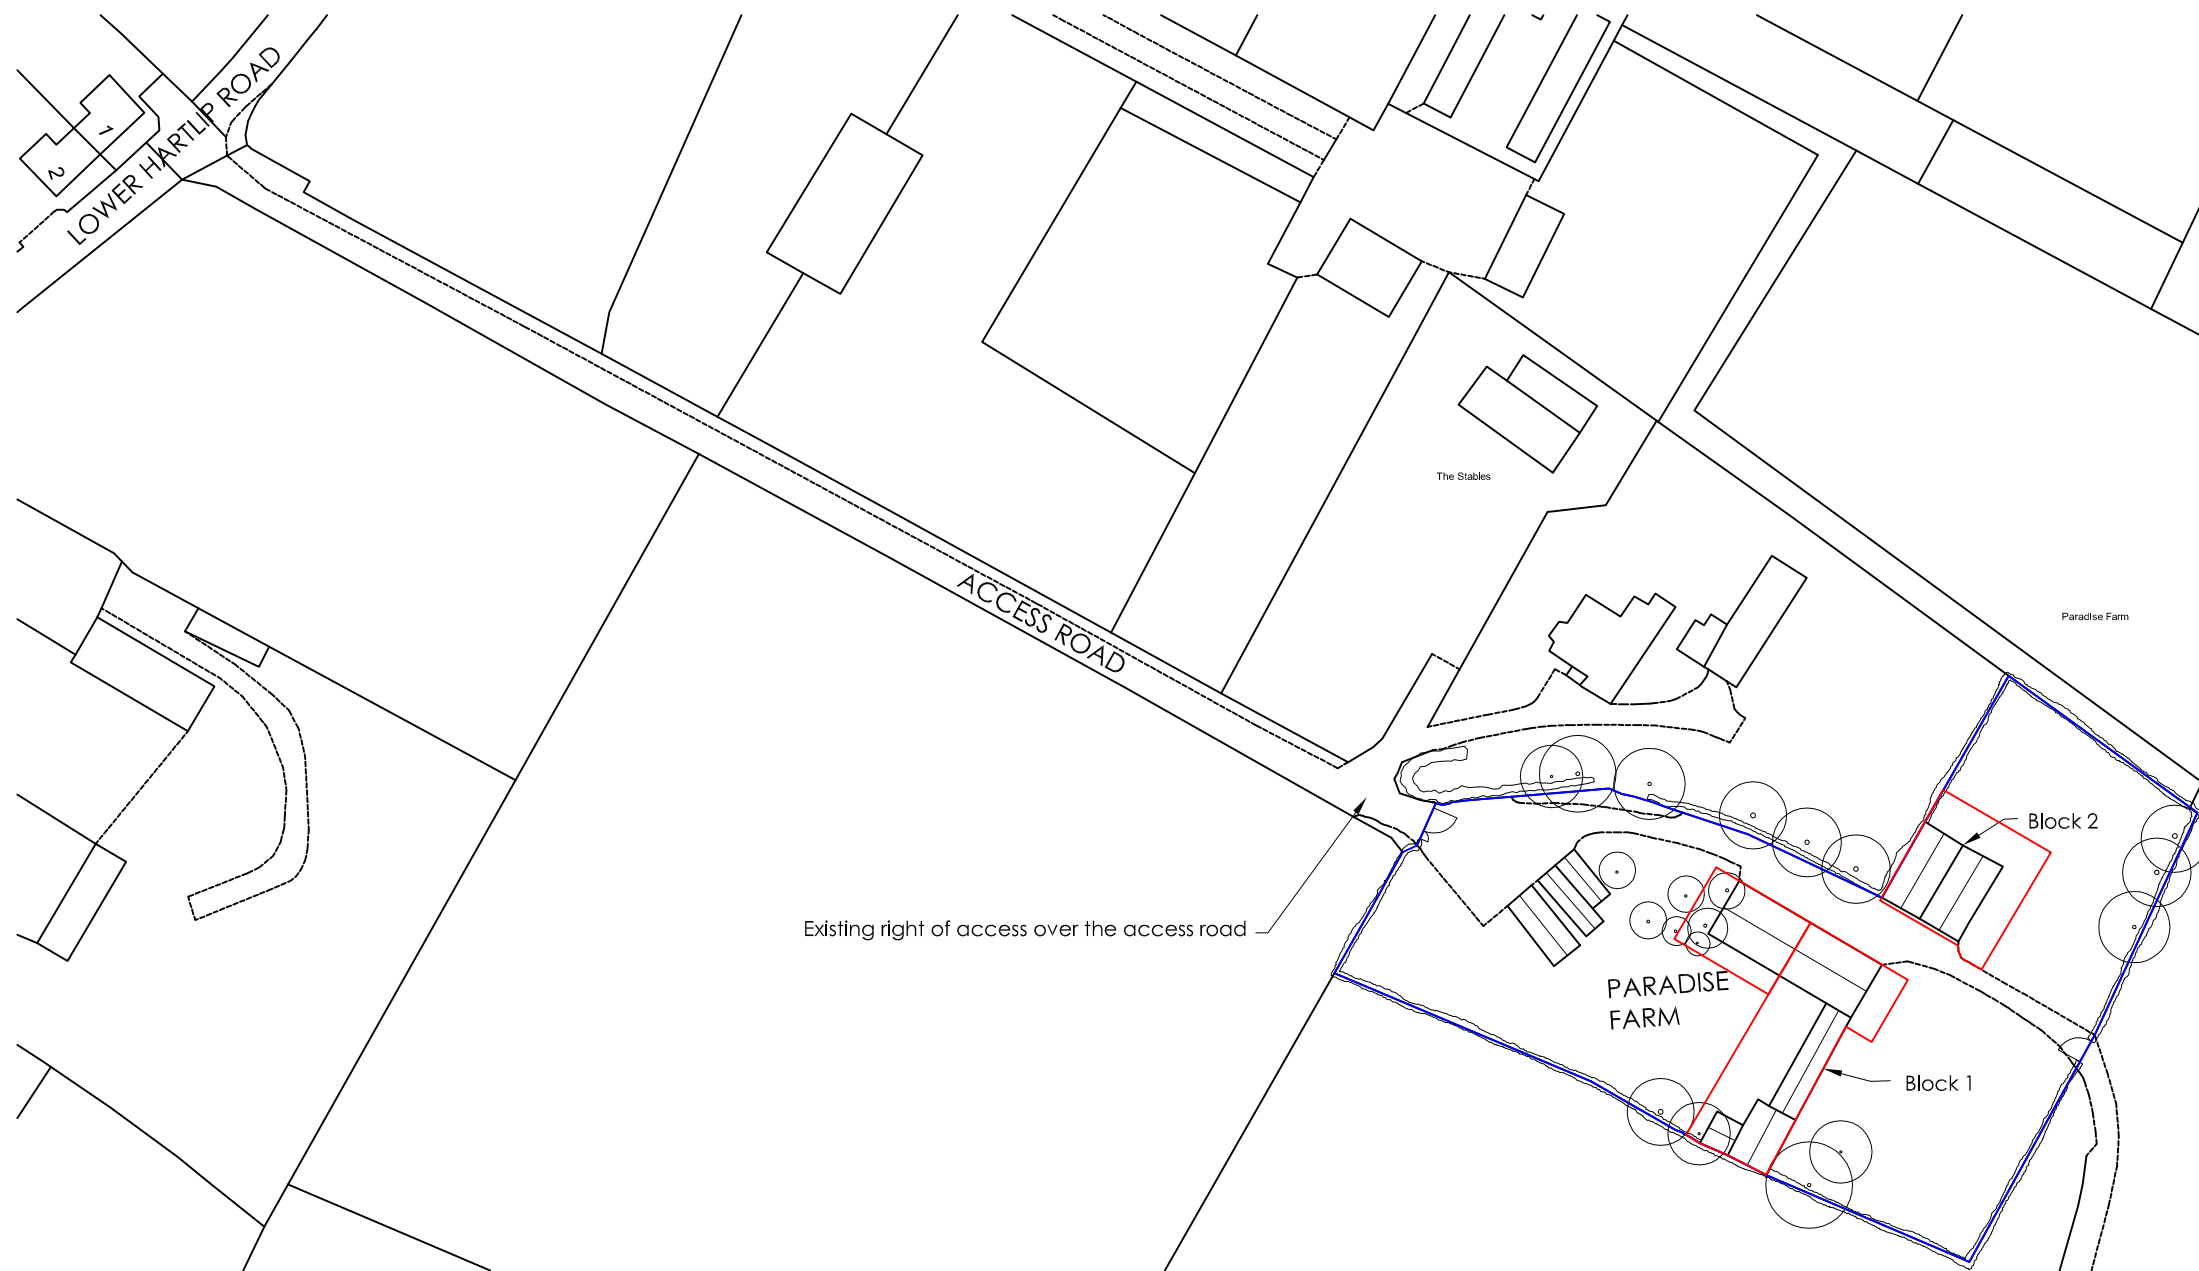 LOWER HARTLIP ROAD
1
2
The Stables
ACCESS ROAD
Paradise Farm
Block 2
Existing right of access over the access road
PARADISE
FARM
Block 1